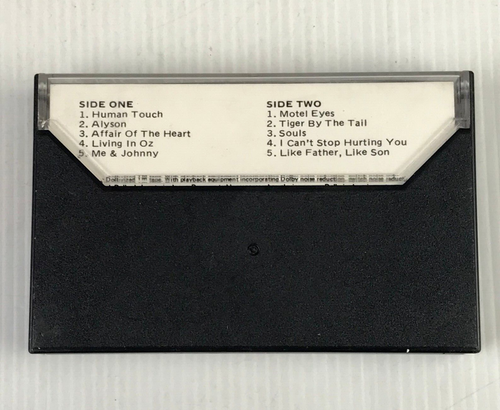 SIDE ONE
1. Human Touch
2. Alyson
3. Affair Of The Heart
4. Living In Oz
5. Me & Johnny
SIDE TWO
1. Motel Eyes
2. Tiger By The Tail
3. Souls
4. I Can't Stop Hurting You
5. Like Father, Like Son
with playback equipment incorporating Dolby noise reduction